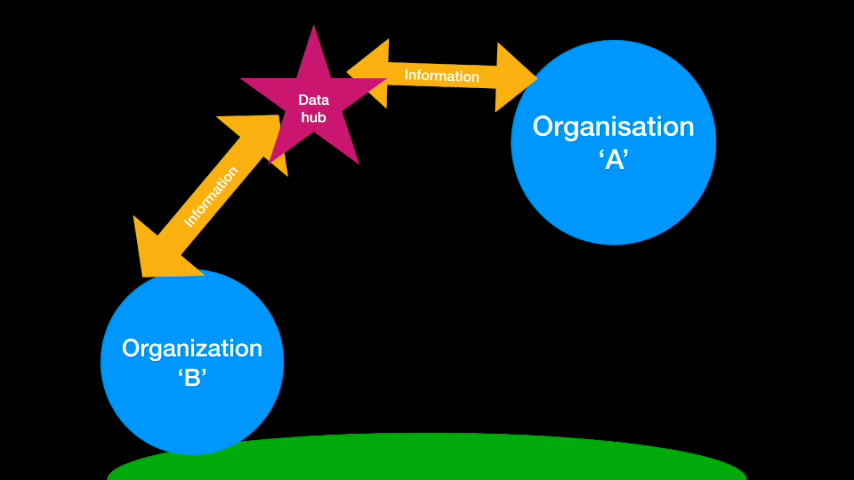 Data
hub
Information
Organisation
‘A’
Information
Organization
‘B’